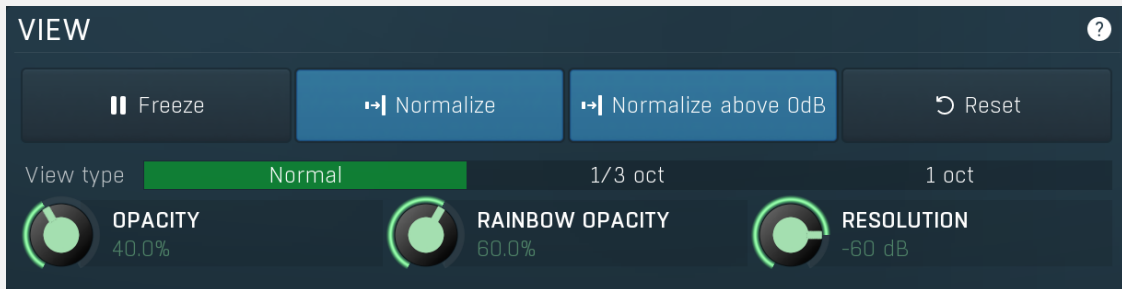 VIEW ?
Freeze Normalize Normalize above 0dB Reset
View type Normal 1/3 oct 1 oct
OPACITY RAINBOW OPACITY RESOLUTION
40.0% 60.0% -60 dB